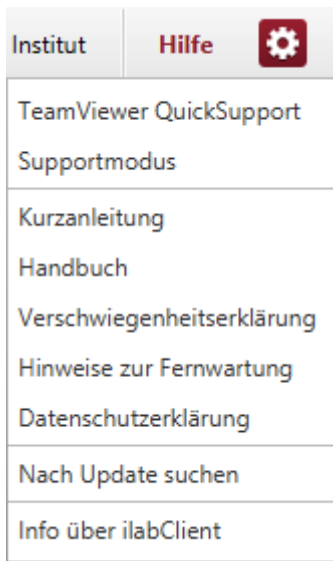 Institut Hilfe
TeamViewer QuickSupport
Supportmodus
Kurzanleitung
Handbuch
Verschwiegenheitserklärung
Hinweise zur Fernwartung
Datenschutzerklärung
Nach Update suchen
Info über ilabClient